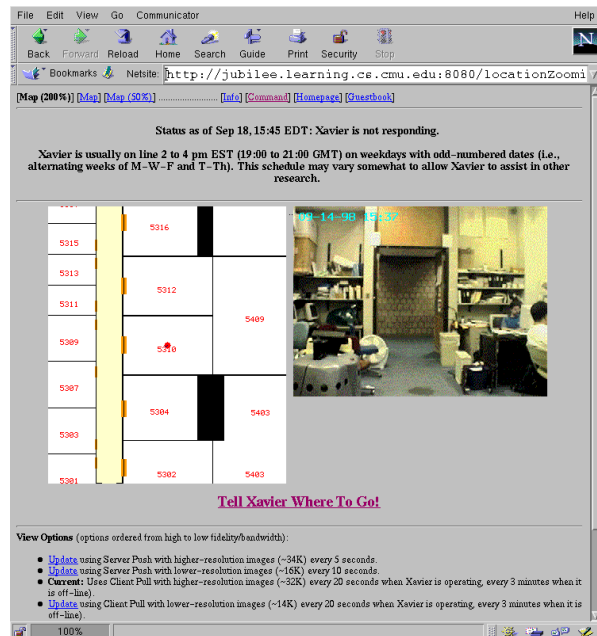 File Edit View Go Communicator Help
Back Forward Reload Home Search Guide Print Security Stop
N
Bookmarks Netsite: http://jubilee.learning.cs.cmu.edu:8080/locationZoomi
[Map (200%)] [Map] [Map (50%)] ........................ [Info] [Command] [Homepage] [Guestbook]
Status as of Sep 18, 15:45 EDT: Xavier is not responding.
Xavier is usually on line 2 to 4 pm EST (19:00 to 21:00 GMT) on weekdays with odd-numbered dates (i.e.,
alternating weeks of M-W-F and T-Th). This schedule may vary somewhat to allow Xavier to assist in other
research.
09-14-98 15:37
5316
5315
5313
5312
5311
5409
5309
5310
5307
5304
5403
5303
5301
5302
5403
Tell Xavier Where To Go!
View Options (options ordered from high to low fidelity/bandwidth):
Update using Server Push with higher-resolution images (~34K) every 5 seconds.
Update using Server Push with lower-resolution images (~16K) every 10 seconds.
Current: Uses Client Pull with higher-resolution images (~32K) every 20 seconds when Xavier is operating, every 3 minutes when it
is off-line).
Update using Client Pull with lower-resolution images (~14K) every 20 seconds when Xavier is operating, every 3 minutes when it is
off-line).
100%